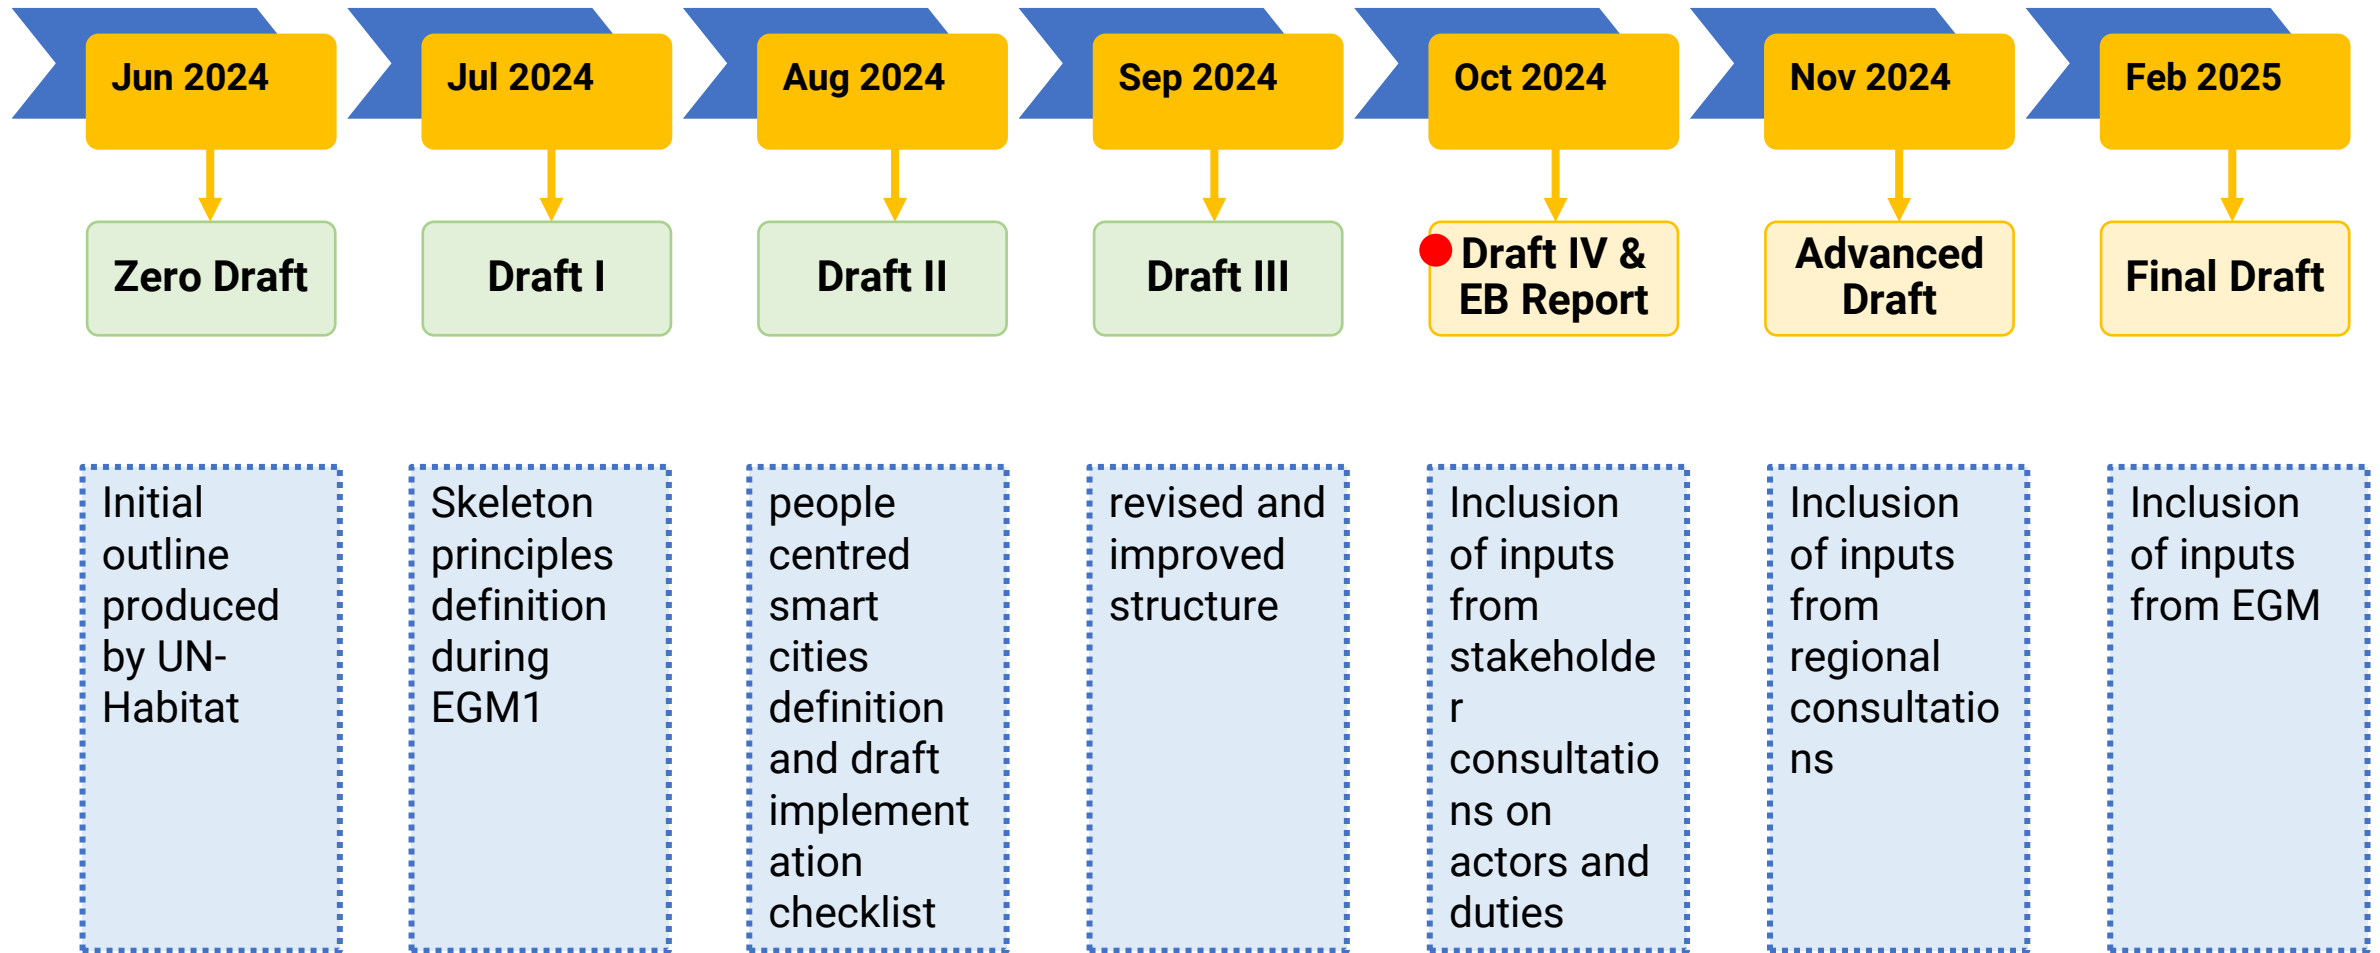 Jun 2024
Jul 2024
Aug 2024
Sep 2024
Oct 2024
Nov 2024
Feb 2025
Zero Draft
Draft I
Draft II
Draft III
Draft IV &
EB Report
Advanced
Draft
Final Draft
Initial
outline
produced
by UN-
Habitat
Skeleton
principles
definition
during
EGM1
people
centred
smart
cities
definition
and draft
implement
ation
checklist
revised and
improved
structure
Inclusion
of inputs
from
stakeholde
r
consultatio
ns on
actors and
duties
Inclusion
of inputs
from
regional
consultatio
ns
Inclusion
of inputs
from EGM